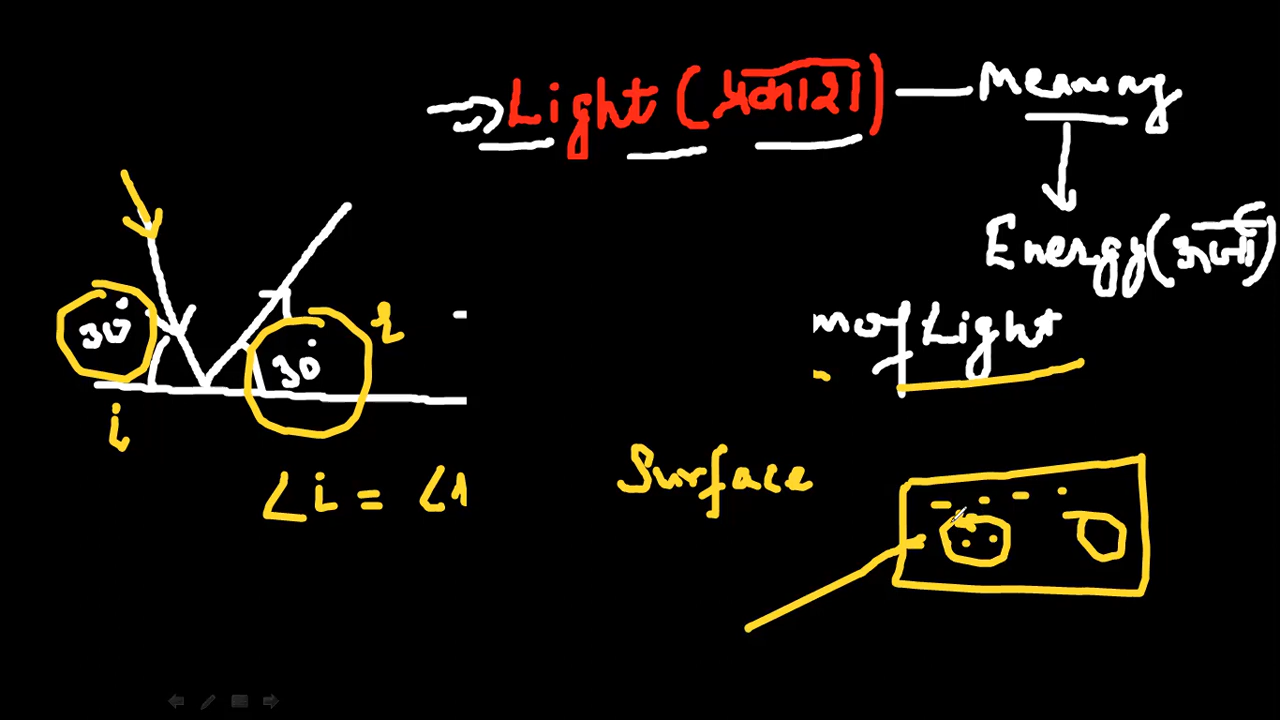 Light (प्रकाश) — Meaning
Energy (ऊर्जा)
30°
30°
r
of Light
i
∠i = ∠
Surface